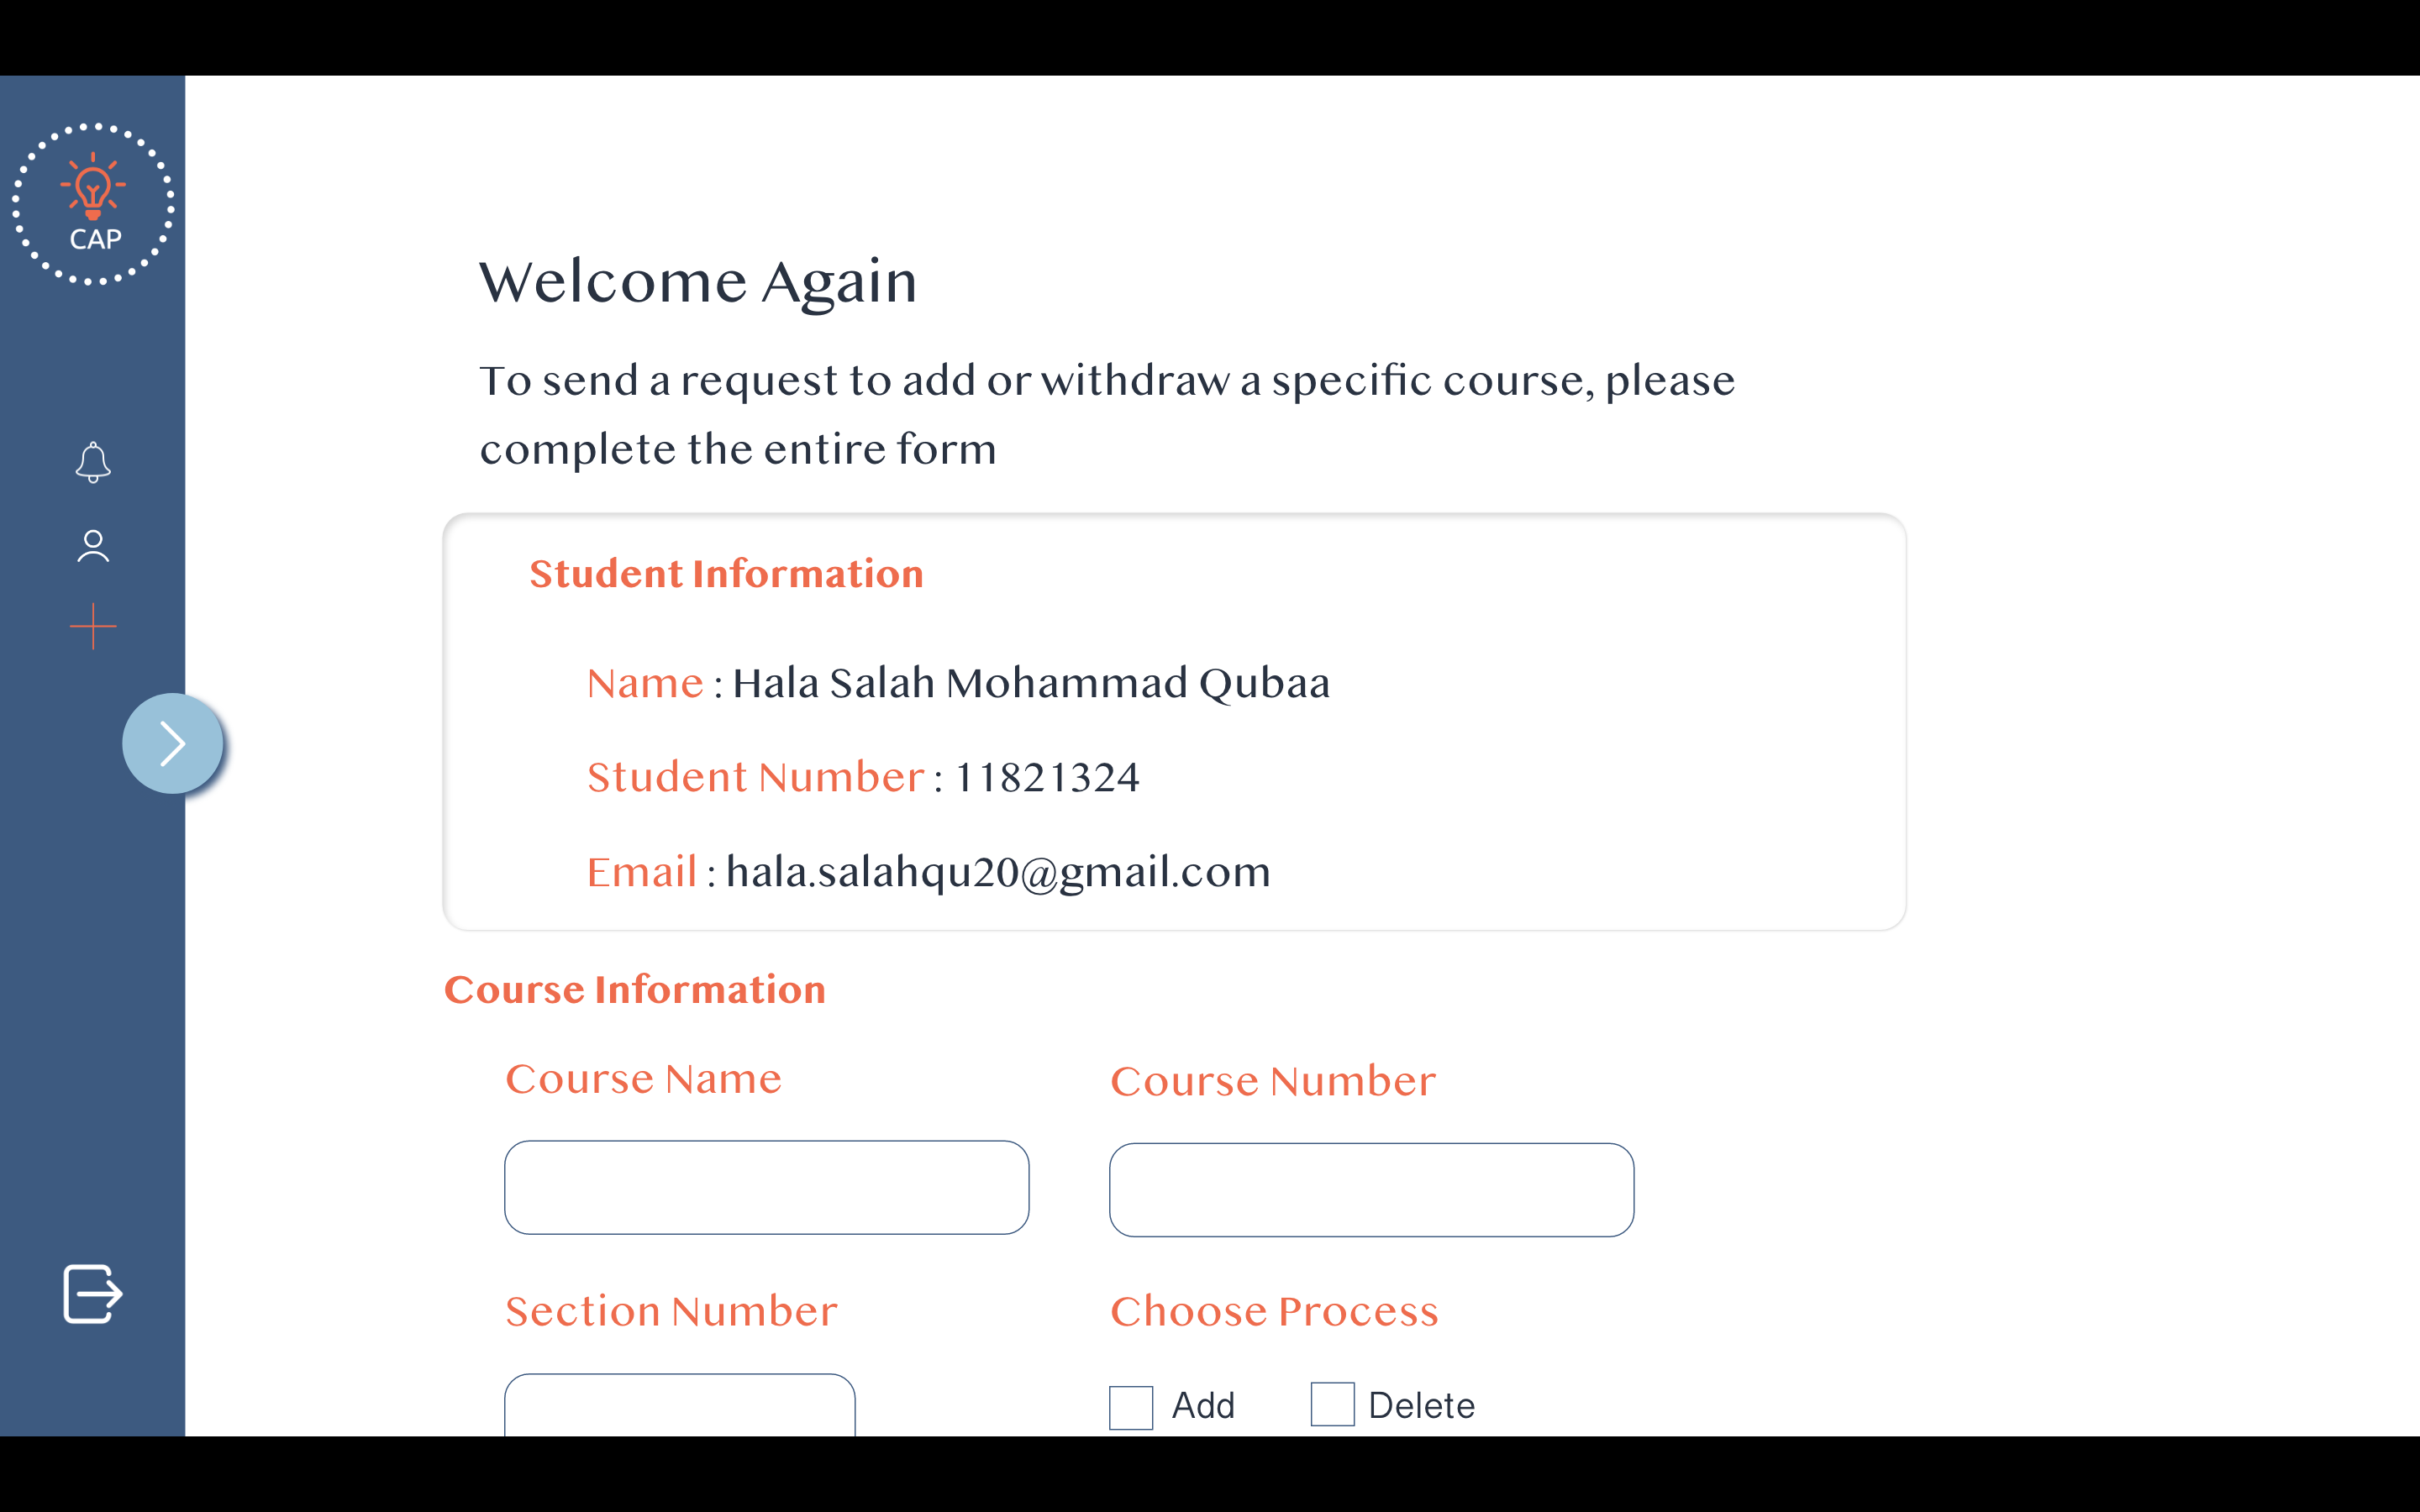 CAP
Welcome Again
To send a request to add or withdraw a specific course, please
complete the entire form
Student Information
Name : Hala Salah Mohammad Qubaa
Student Number : 11821324
Email : hala.salahqu20@gmail.com
Course Information
Course Name
Course Number
Section Number
Choose Process
Add
Delete